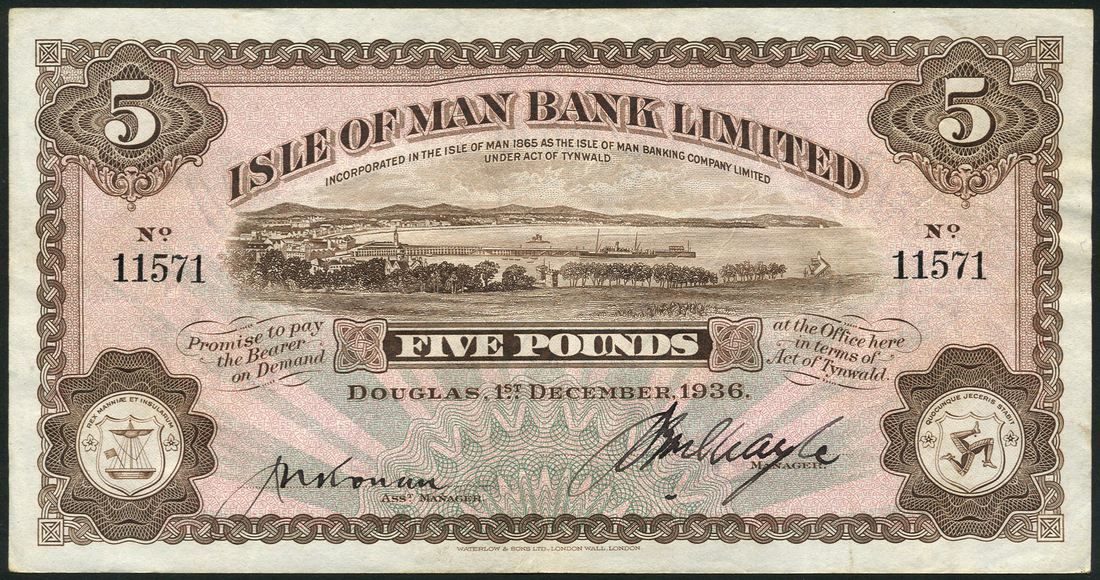 5 5
ISLE OF MAN BANK LIMITED
INCORPORATED IN THE ISLE OF MAN 1865 AS THE ISLE OF MAN BANKING COMPANY LIMITED
UNDER ACT OF TYNWALD
No 11571
No 11571
Promise to pay
the Bearer
on Demand
FIVE POUNDS
at the Office here
in terms of
Act of Tynwald.
DOUGLAS, 1ST DECEMBER, 1936.
REX MANNIÆ ET INSULARIUM
QUOCUNQUE JECERIS STABIT
ASST MANAGER.
MANAGER.
WATERLOW & SONS LTD., LONDON WALL, LONDON.